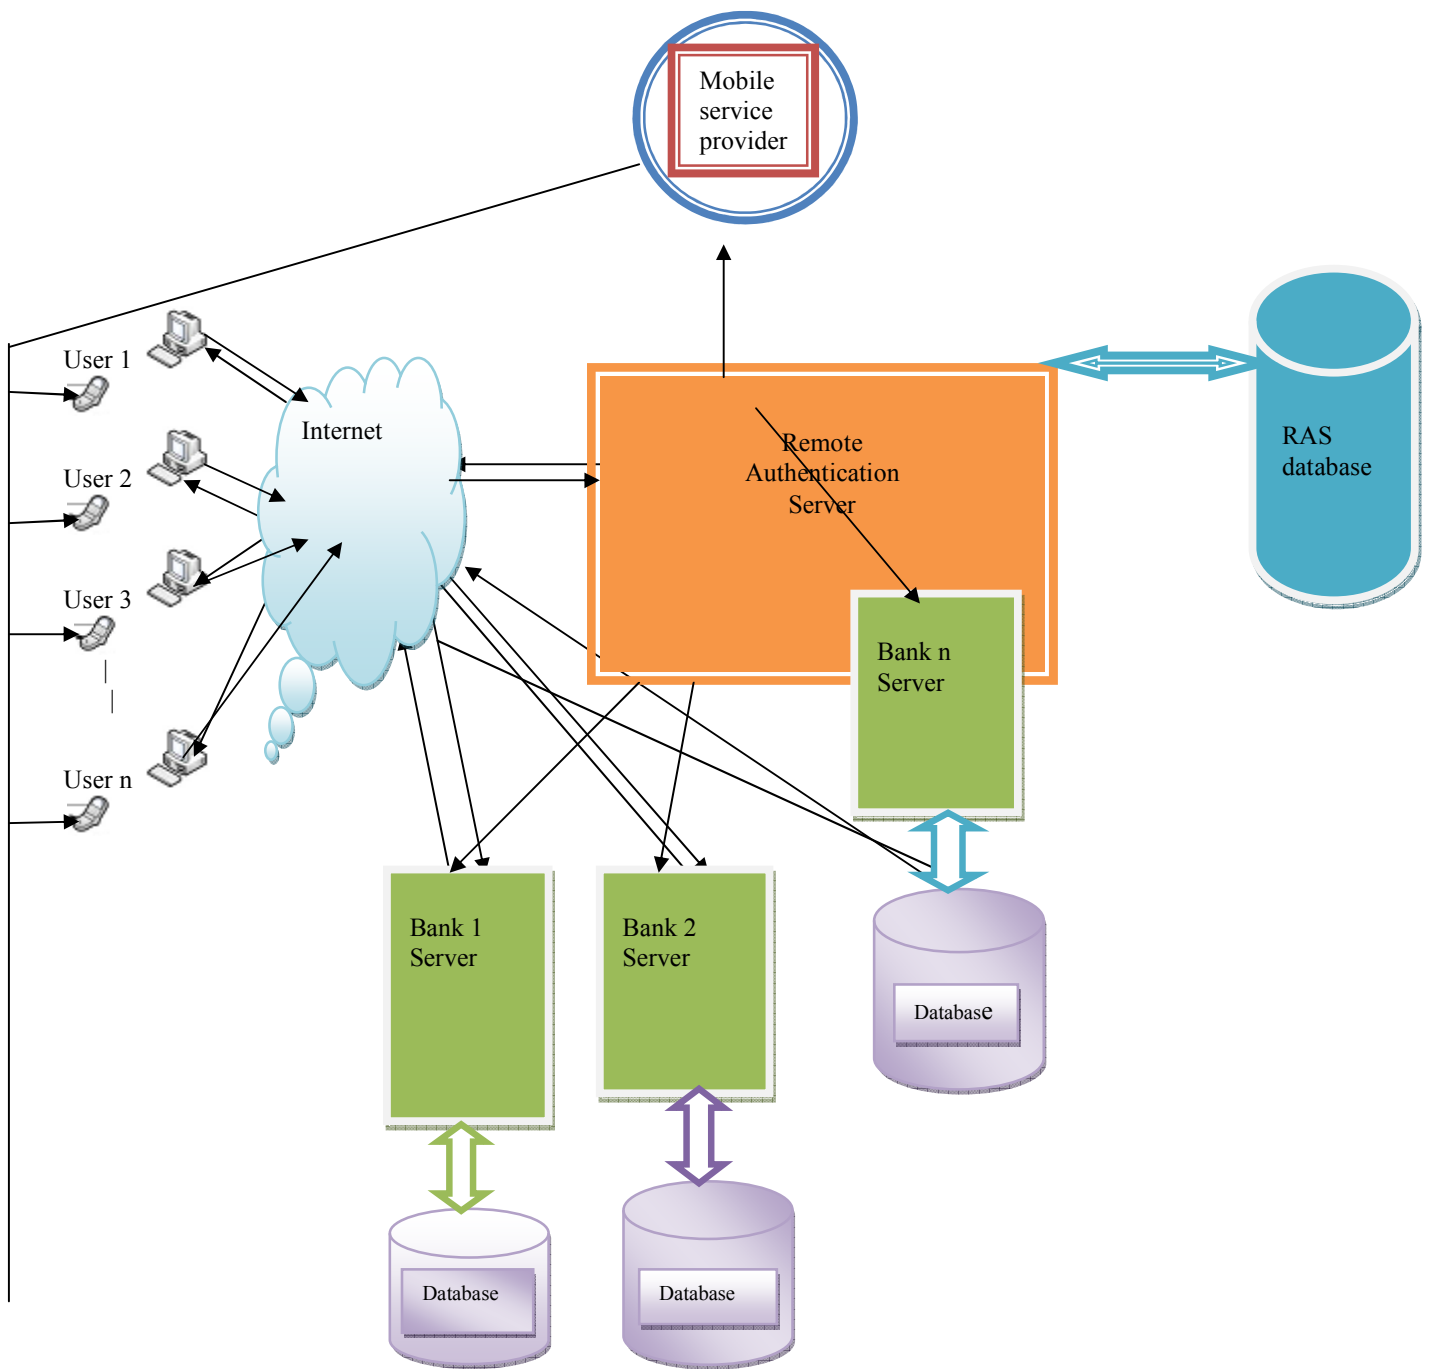 Mobile
service
provider
User 1
Internet
User 2
User 3
User n
Remote
Authentication
Server
RAS
database
Bank n
Server
Bank 1
Server
Bank 2
Server
Database
Database
Database